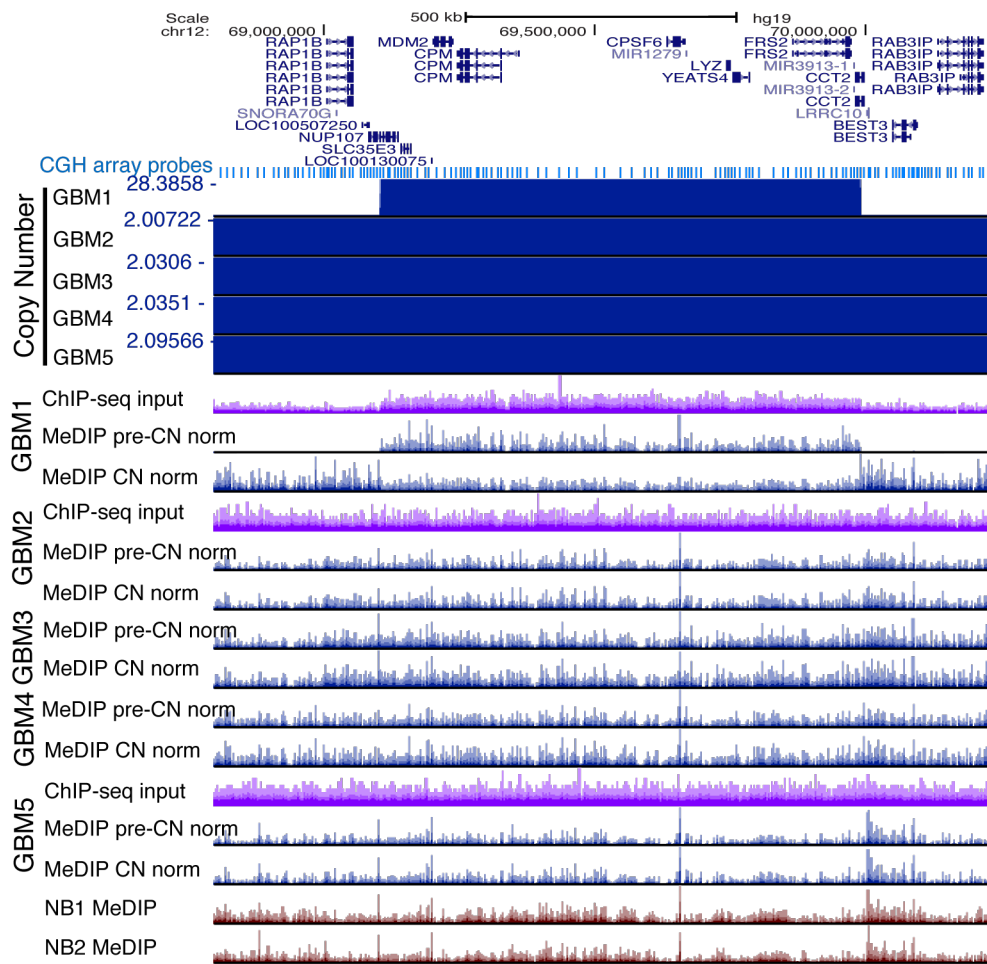 Scale 500 kb hg19
chr12: 69,000,000 69,500,000 70,000,000
RAP1B MDM2 CPSF6 FRS2 RAB3IP
RAP1B CPM MIR1279 FRS2 RAB3IP
RAP1B CPM LYZ MIR3913-1 RAB3IP
RAP1B CPM YEATS4 CCT2 RAB3IP
RAP1B MIR3913-2 RAB3IP
RAP1B CCT2
SNORA70G LRRC10
LOC100507250 BEST3
NUP107 BEST3
SLC35E3
LOC100130075
CGH array probes
Copy Number
28.3858 -
GBM1
2.00722 -
GBM2
2.0306 -
GBM3
2.0351 -
GBM4
2.09566 -
GBM5
GBM1
ChIP-seq input
MeDIP pre-CN norm
MeDIP CN norm
GBM2
ChIP-seq input
MeDIP pre-CN norm
MeDIP CN norm
GBM3
MeDIP pre-CN norm
MeDIP CN norm
GBM4
MeDIP pre-CN norm
MeDIP CN norm
GBM5
ChIP-seq input
MeDIP pre-CN norm
MeDIP CN norm
NB1 MeDIP
NB2 MeDIP